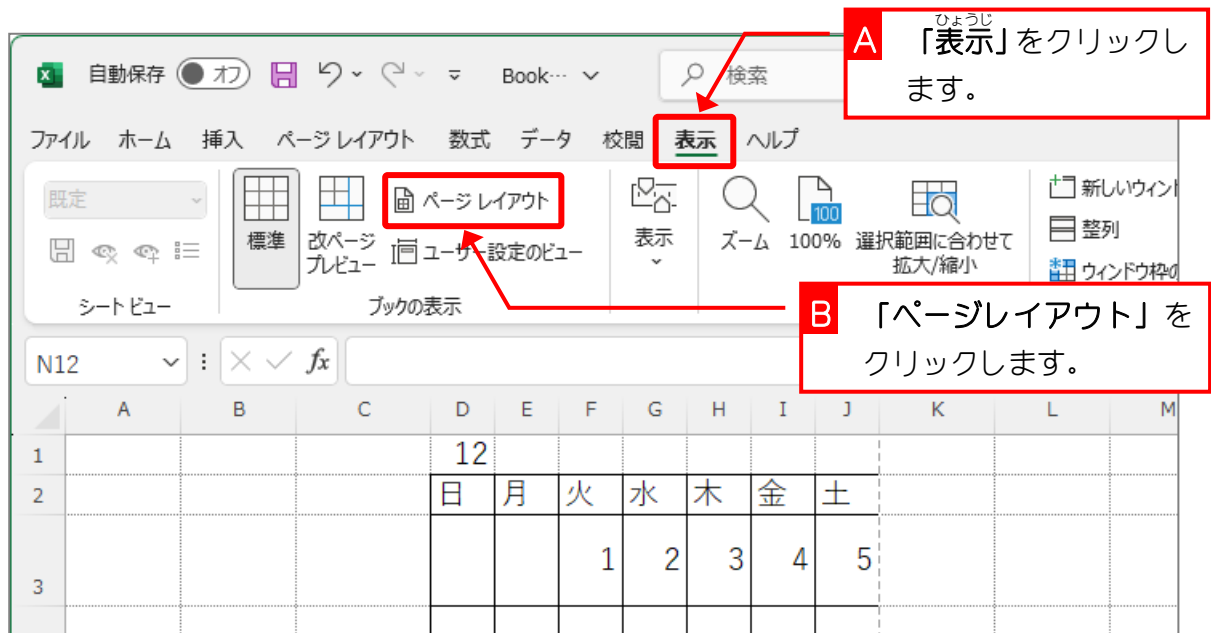 A 「表示」をクリックし
ひょうじ
ます。
自動保存 オフ Book… 検索
ファイル ホーム 挿入 ページ レイアウト 数式 データ 校閲 表示 ヘルプ
既定
標準
改ページ
プレビュー
ページ レイアウト
ユーザー設定のビュー
表示
ズーム
100
100%
選択範囲に合わせて
拡大/縮小
新しいウィンド
整列
ウィンドウ枠の
シート ビュー
ブックの表示
B 「ページレイアウト」を
クリックします。
N12 fx
A B C D E F G H I J K L M
1 12
2 日 月 火 水 木 金 土
3 1 2 3 4 5